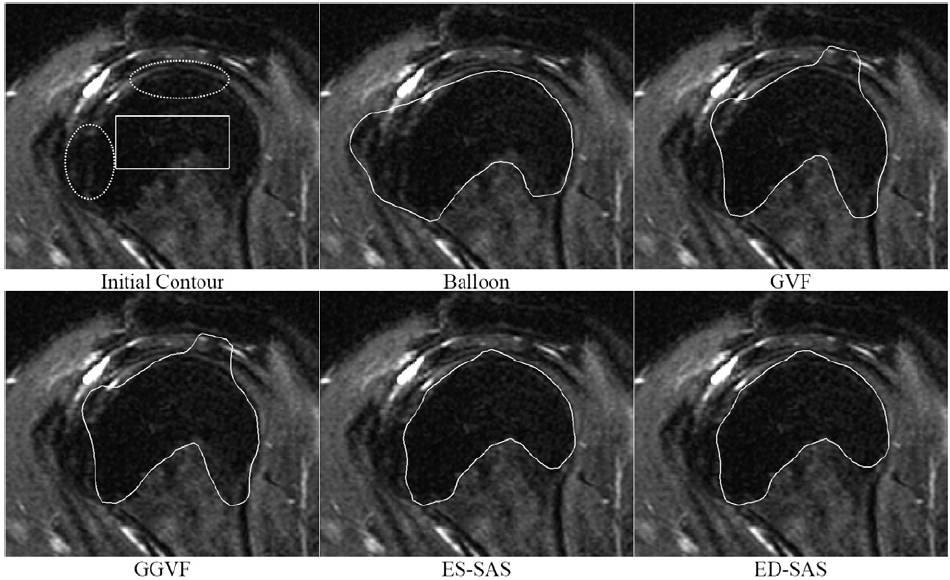 Initial Contour
Balloon
GVF
GGVF
ES-SAS
ED-SAS